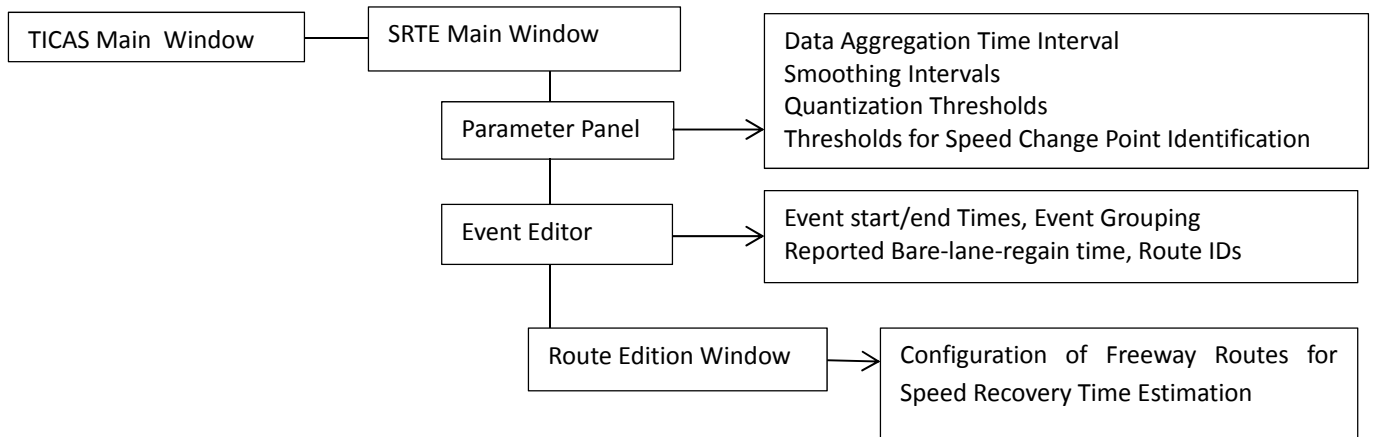 TICAS Main Window
SRTE Main Window
Data Aggregation Time Interval
Smoothing Intervals
Quantization Thresholds
Thresholds for Speed Change Point Identification
Parameter Panel
Event Editor
Event start/end Times, Event Grouping
Reported Bare-lane-regain time, Route IDs
Route Edition Window
Configuration of Freeway Routes for
Speed Recovery Time Estimation